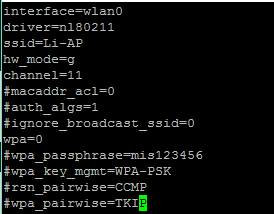 interface=wlan0
driver=nl80211
ssid=Li-AP
hw_mode=g
channel=11
#macaddr_acl=0
#auth_algs=1
#ignore_broadcast_ssid=0
wpa=0
#wpa_passphrase=mis123456
#wpa_key_mgmt=WPA-PSK
#rsn_pairwise=CCMP
#wpa_pairwise=TKIP